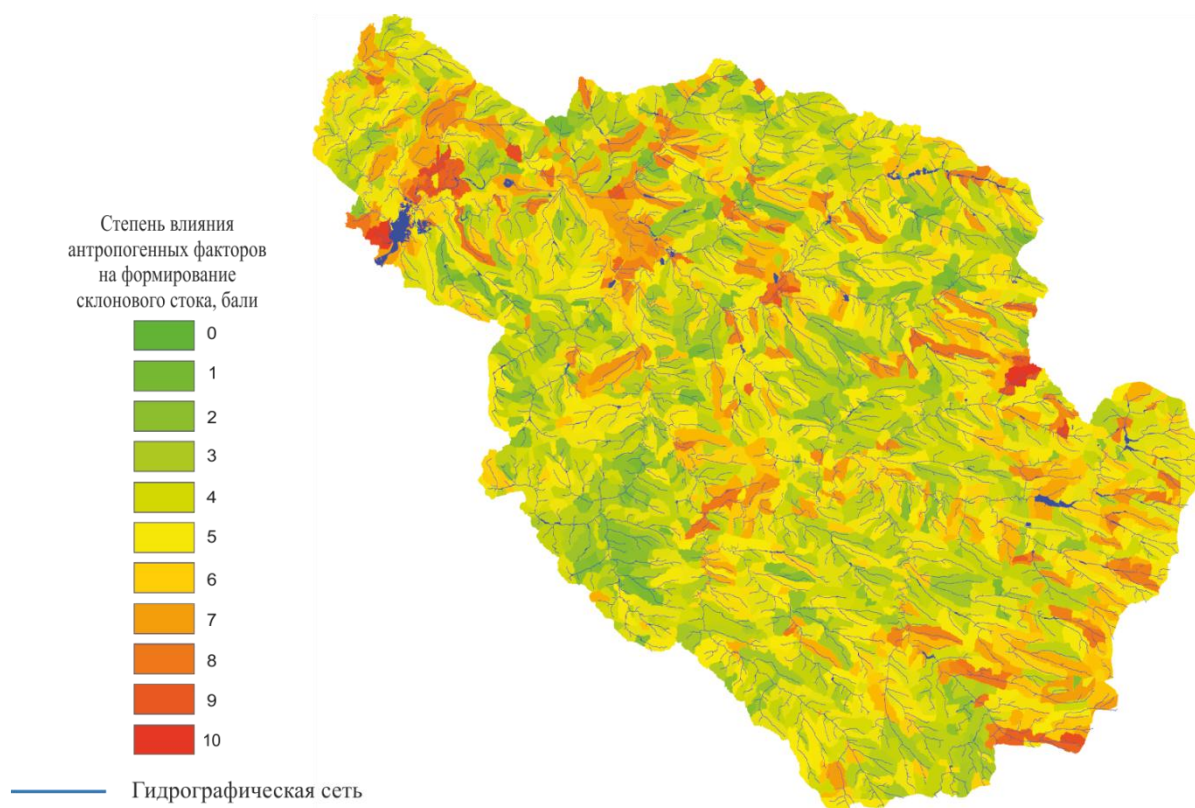 Степень влияния
антропогенных факторов
на формирование
склонового стока, бали
0
1
2
3
4
5
6
7
8
9
10
Гидрографическая сеть